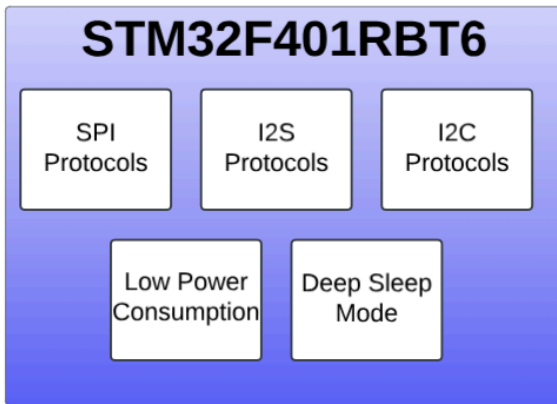 STM32F401RBT6
SPI
Protocols
I2S
Protocols
I2C
Protocols
Low Power
Consumption
Deep Sleep
Mode